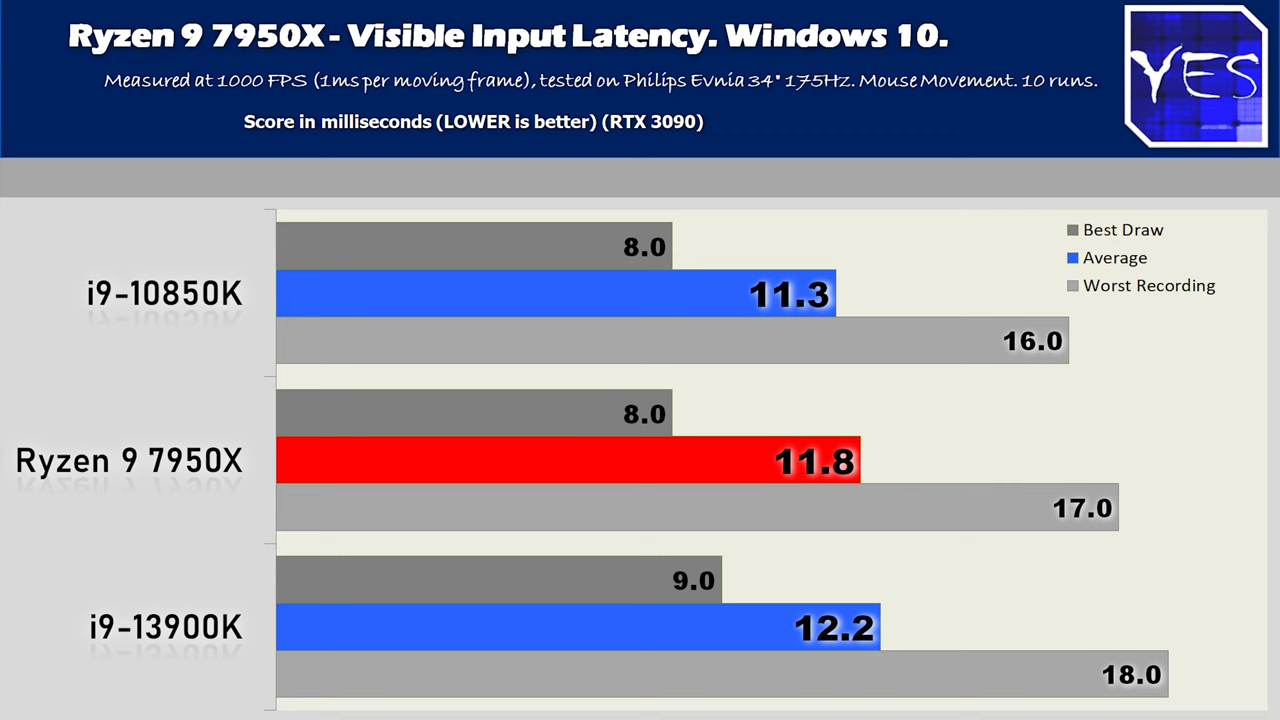 Ryzen 9 7950X - Visible Input Latency. Windows 10.
Measured at 1000 FPS (1ms per moving frame), tested on Philips Evnia 34" 175Hz. Mouse Movement. 10 runs.
Score in milliseconds (LOWER is better) (RTX 3090)
YES
Best Draw
Average
Worst Recording
i9-10850K
8.0
11.3
16.0
Ryzen 9 7950X
8.0
11.8
17.0
i9-13900K
9.0
12.2
18.0